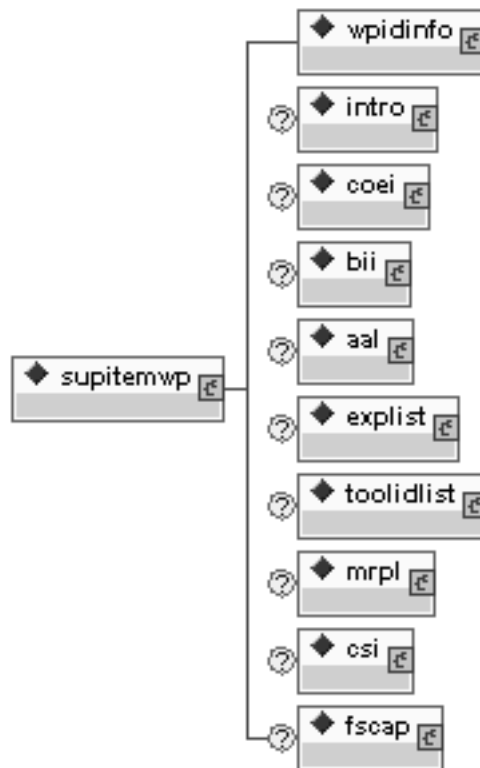 wpidinfo
? intro
? coei
? bii
? aal
supitemwp
? explist
? toolidlist
? mrpl
? csi
? fscap